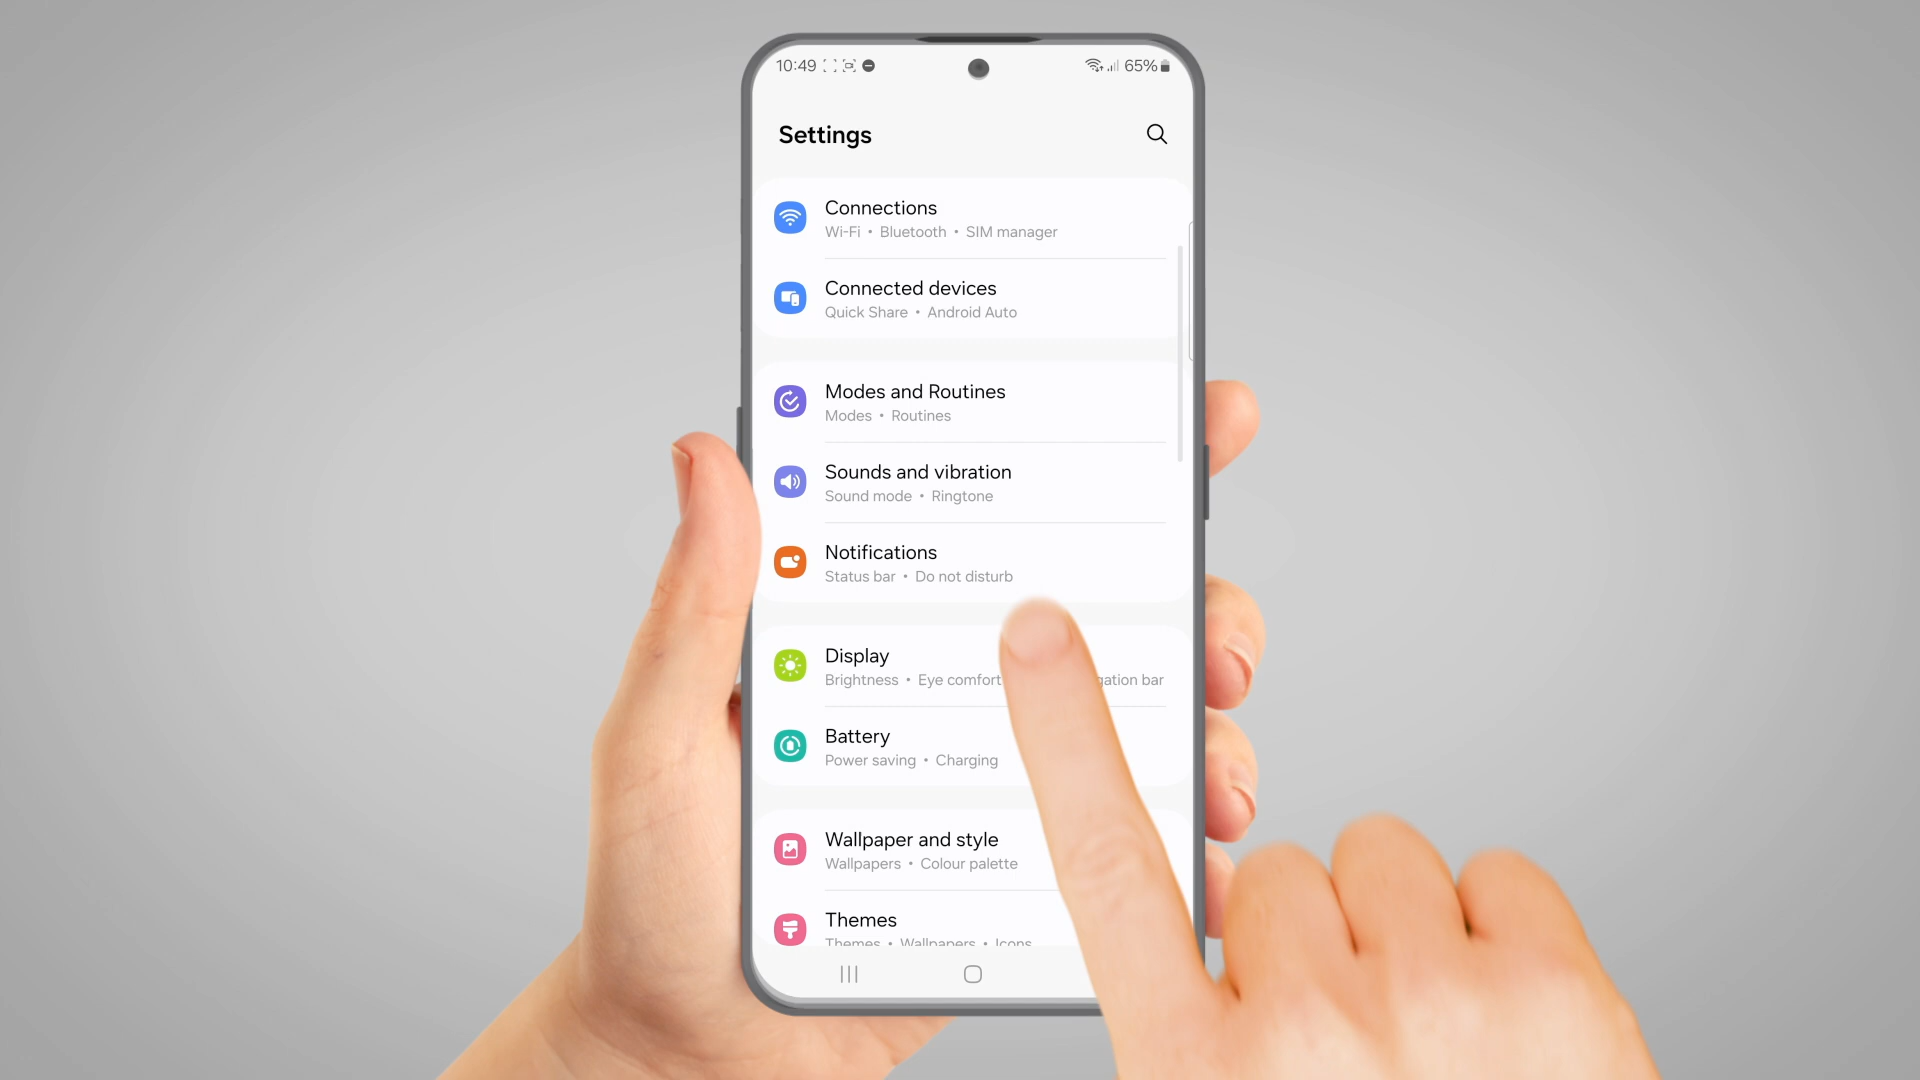 10:49 65%
Settings
Connections
Wi-Fi • Bluetooth • SIM manager
Connected devices
Quick Share • Android Auto
Modes and Routines
Modes • Routines
Sounds and vibration
Sound mode • Ringtone
Notifications
Status bar • Do not disturb
Display
Brightness • Eye comfort gation bar
Battery
Power saving • Charging
Wallpaper and style
Wallpapers • Colour palette
Themes
Themes • Wallpapers • Icons